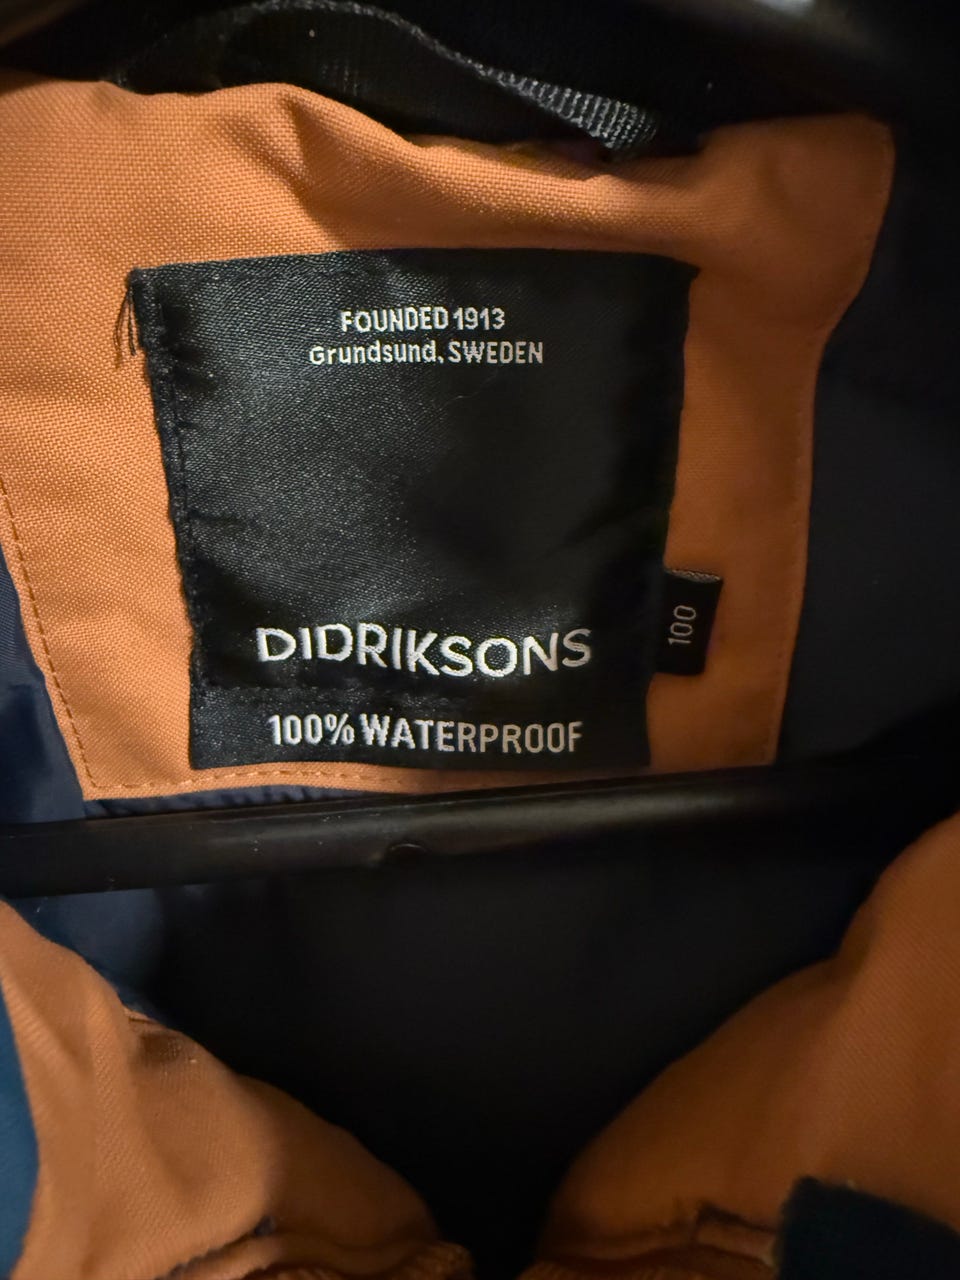 FOUNDED 1913
Grundsund, SWEDEN
DIDRIKSONS
100
100% WATERPROOF